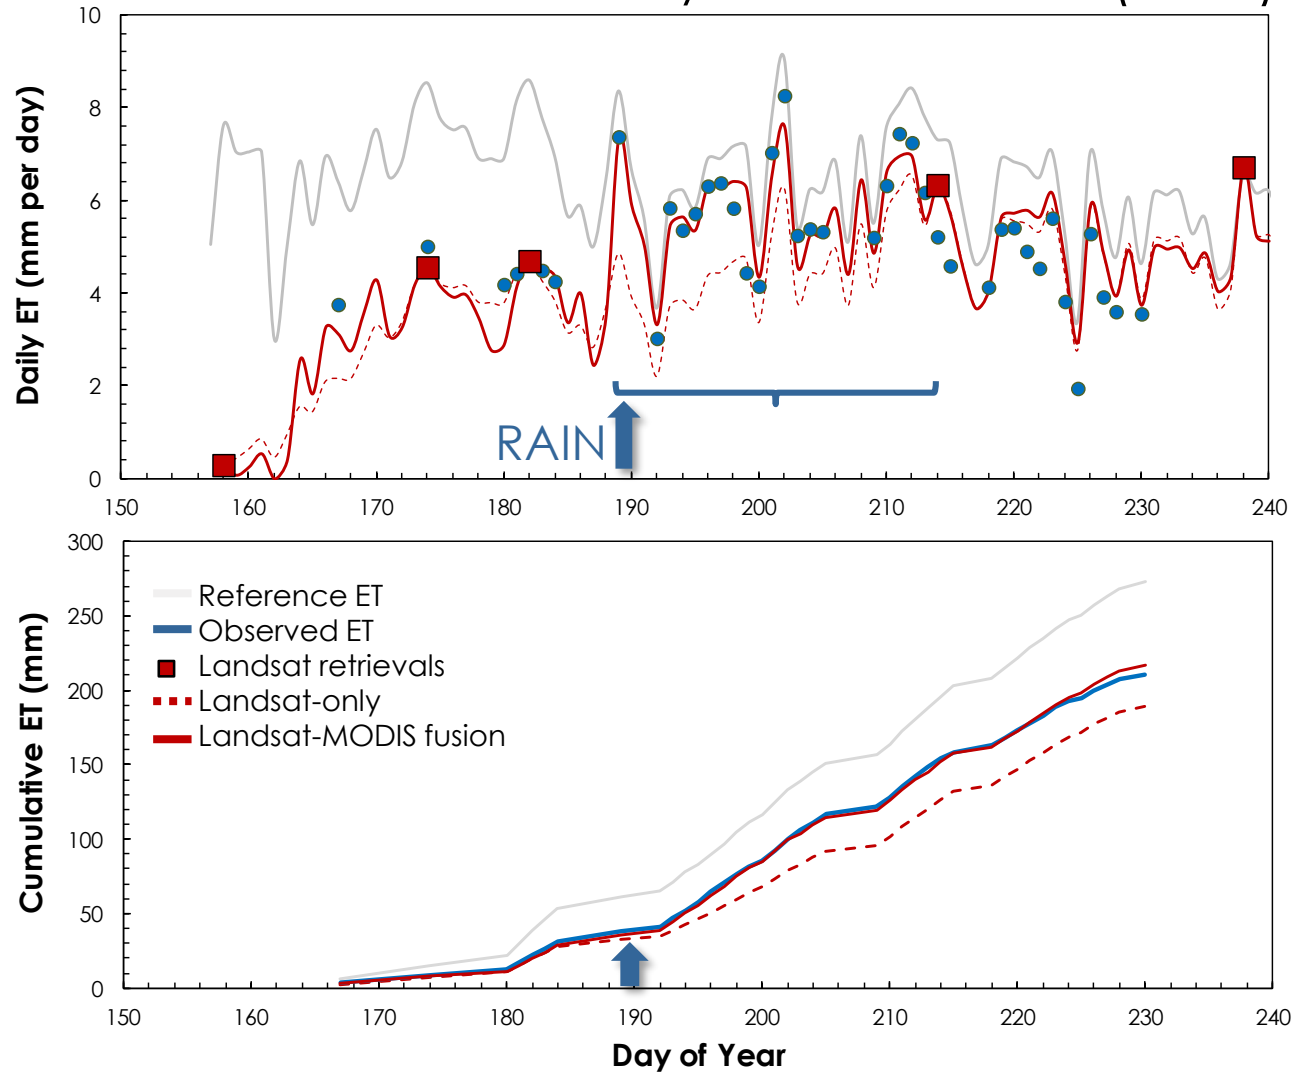 10
8
6
4
2
0
Daily ET (mm per day)
RAIN
150 160 170 180 190 200 210 220 230 240
300
250
200
150
100
50
0
Cumulative ET (mm)
Reference ET
Observed ET
Landsat retrievals
Landsat-only
Landsat-MODIS fusion
150 160 170 180 190 200 210 220 230 240
Day of Year